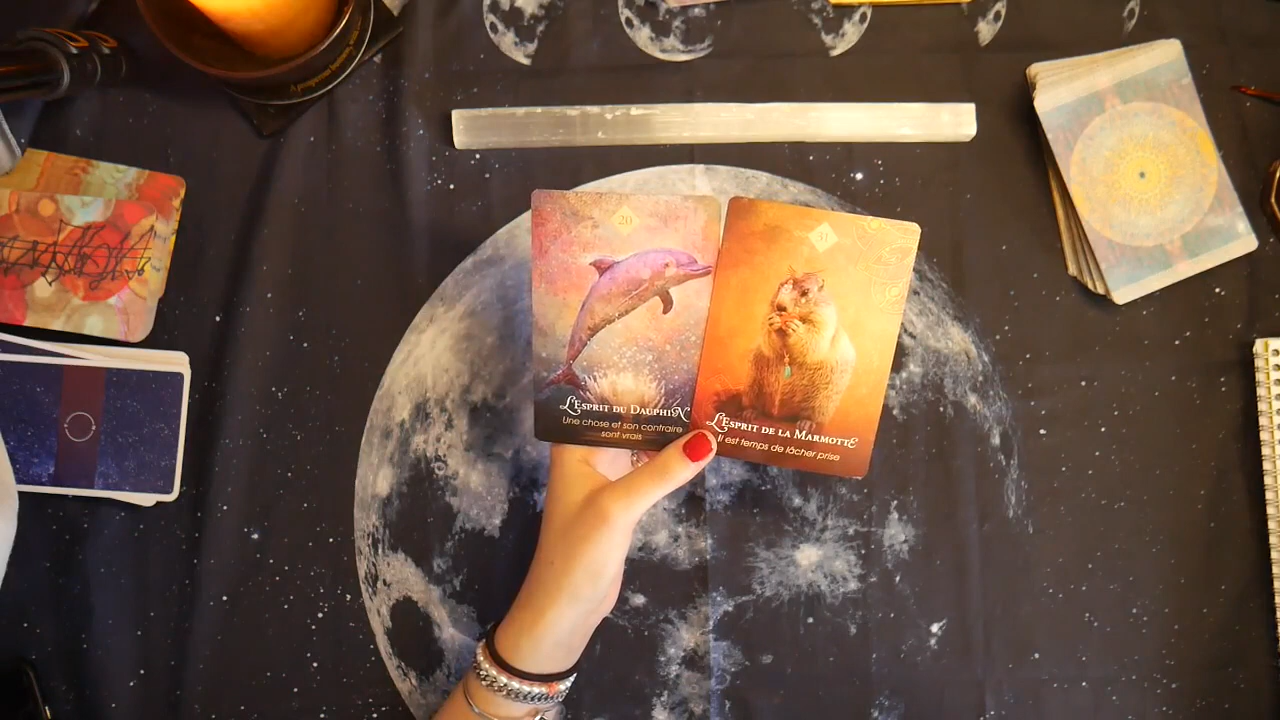 20
L'Esprit du Dauphin
Une chose et son contraire
sont vrais
31
L'Esprit de la Marmotte
Il est temps de lâcher prise